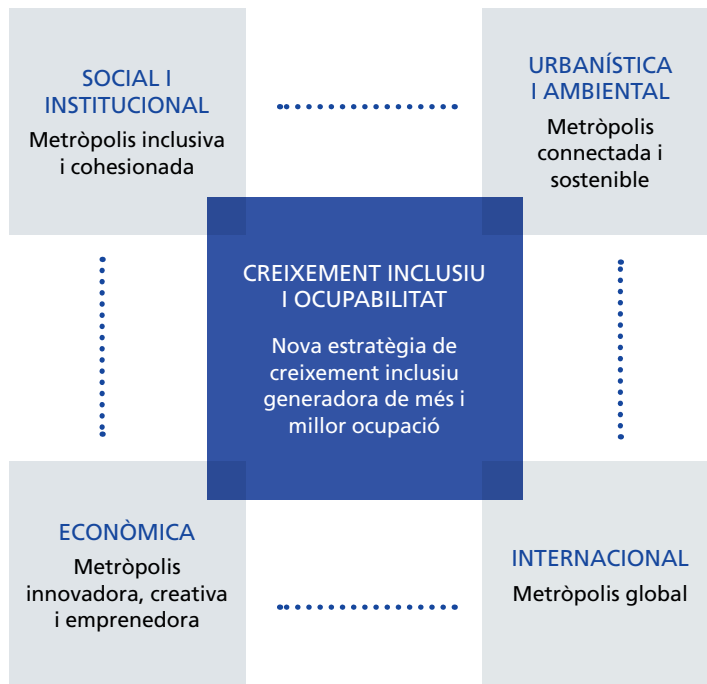 SOCIAL I
INSTITUCIONAL
Metròpolis inclusiva
i cohesionada
URBANÍSTICA
I AMBIENTAL
Metròpolis
connectada i
sostenible
CREIXEMENT INCLUSIU
I OCUPABILITAT
Nova estratègia de
creixement inclusiu
generadora de més i
millor ocupació
ECONÒMICA
Metròpolis
innovadora, creativa
i emprenedora
INTERNACIONAL
Metròpolis global